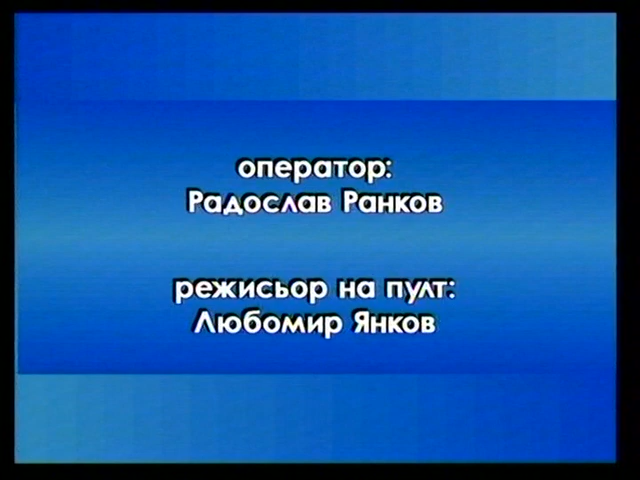 оператор:
Радослав Ранков
режисьор на пулт:
Любомир Янков